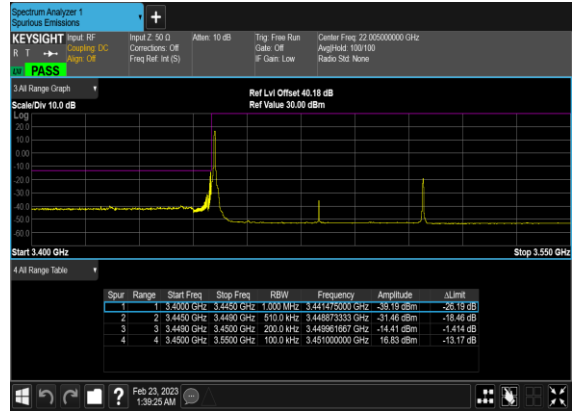 Spectrum Analyzer 1
Spurious Emissions
KEYSIGHT Input: RF
R T Coupling: DC
Align: Off
Input Z: 50 Ω
Corrections: Off
Freq Ref: Int (S)
Atten: 10 dB
Trig: Free Run
Gate: Off
IF Gain: Low
Center Freq: 22.005000000 GHz
Avg|Hold: 100/100
Radio Std: None
PASS
3 All Range Graph
Scale/Div 10.0 dB
Ref Lvl Offset 40.18 dB
Ref Value 30.00 dBm
Log
20.0
10.0
0.00
-10.0
-20.0
-30.0
-40.0
-50.0
-60.0
Start 3.400 GHz
Stop 3.550 GHz
4 All Range Table
Spur Range Start Freq Stop Freq RBW Frequency Amplitude ΔLimit
1 1 3.4000 GHz 3.4450 GHz 1.000 MHz 3.441475000 GHz -39.19 dBm -26.19 dB
2 2 3.4450 GHz 3.4490 GHz 510.0 kHz 3.448873333 GHz -31.46 dBm -18.46 dB
3 3 3.4490 GHz 3.4500 GHz 200.0 kHz 3.449961667 GHz -14.41 dBm -1.414 dB
4 4 3.4500 GHz 3.5500 GHz 100.0 kHz 3.451000000 GHz 16.83 dBm -13.17 dB
Feb 23, 2023
1:39:25 AM